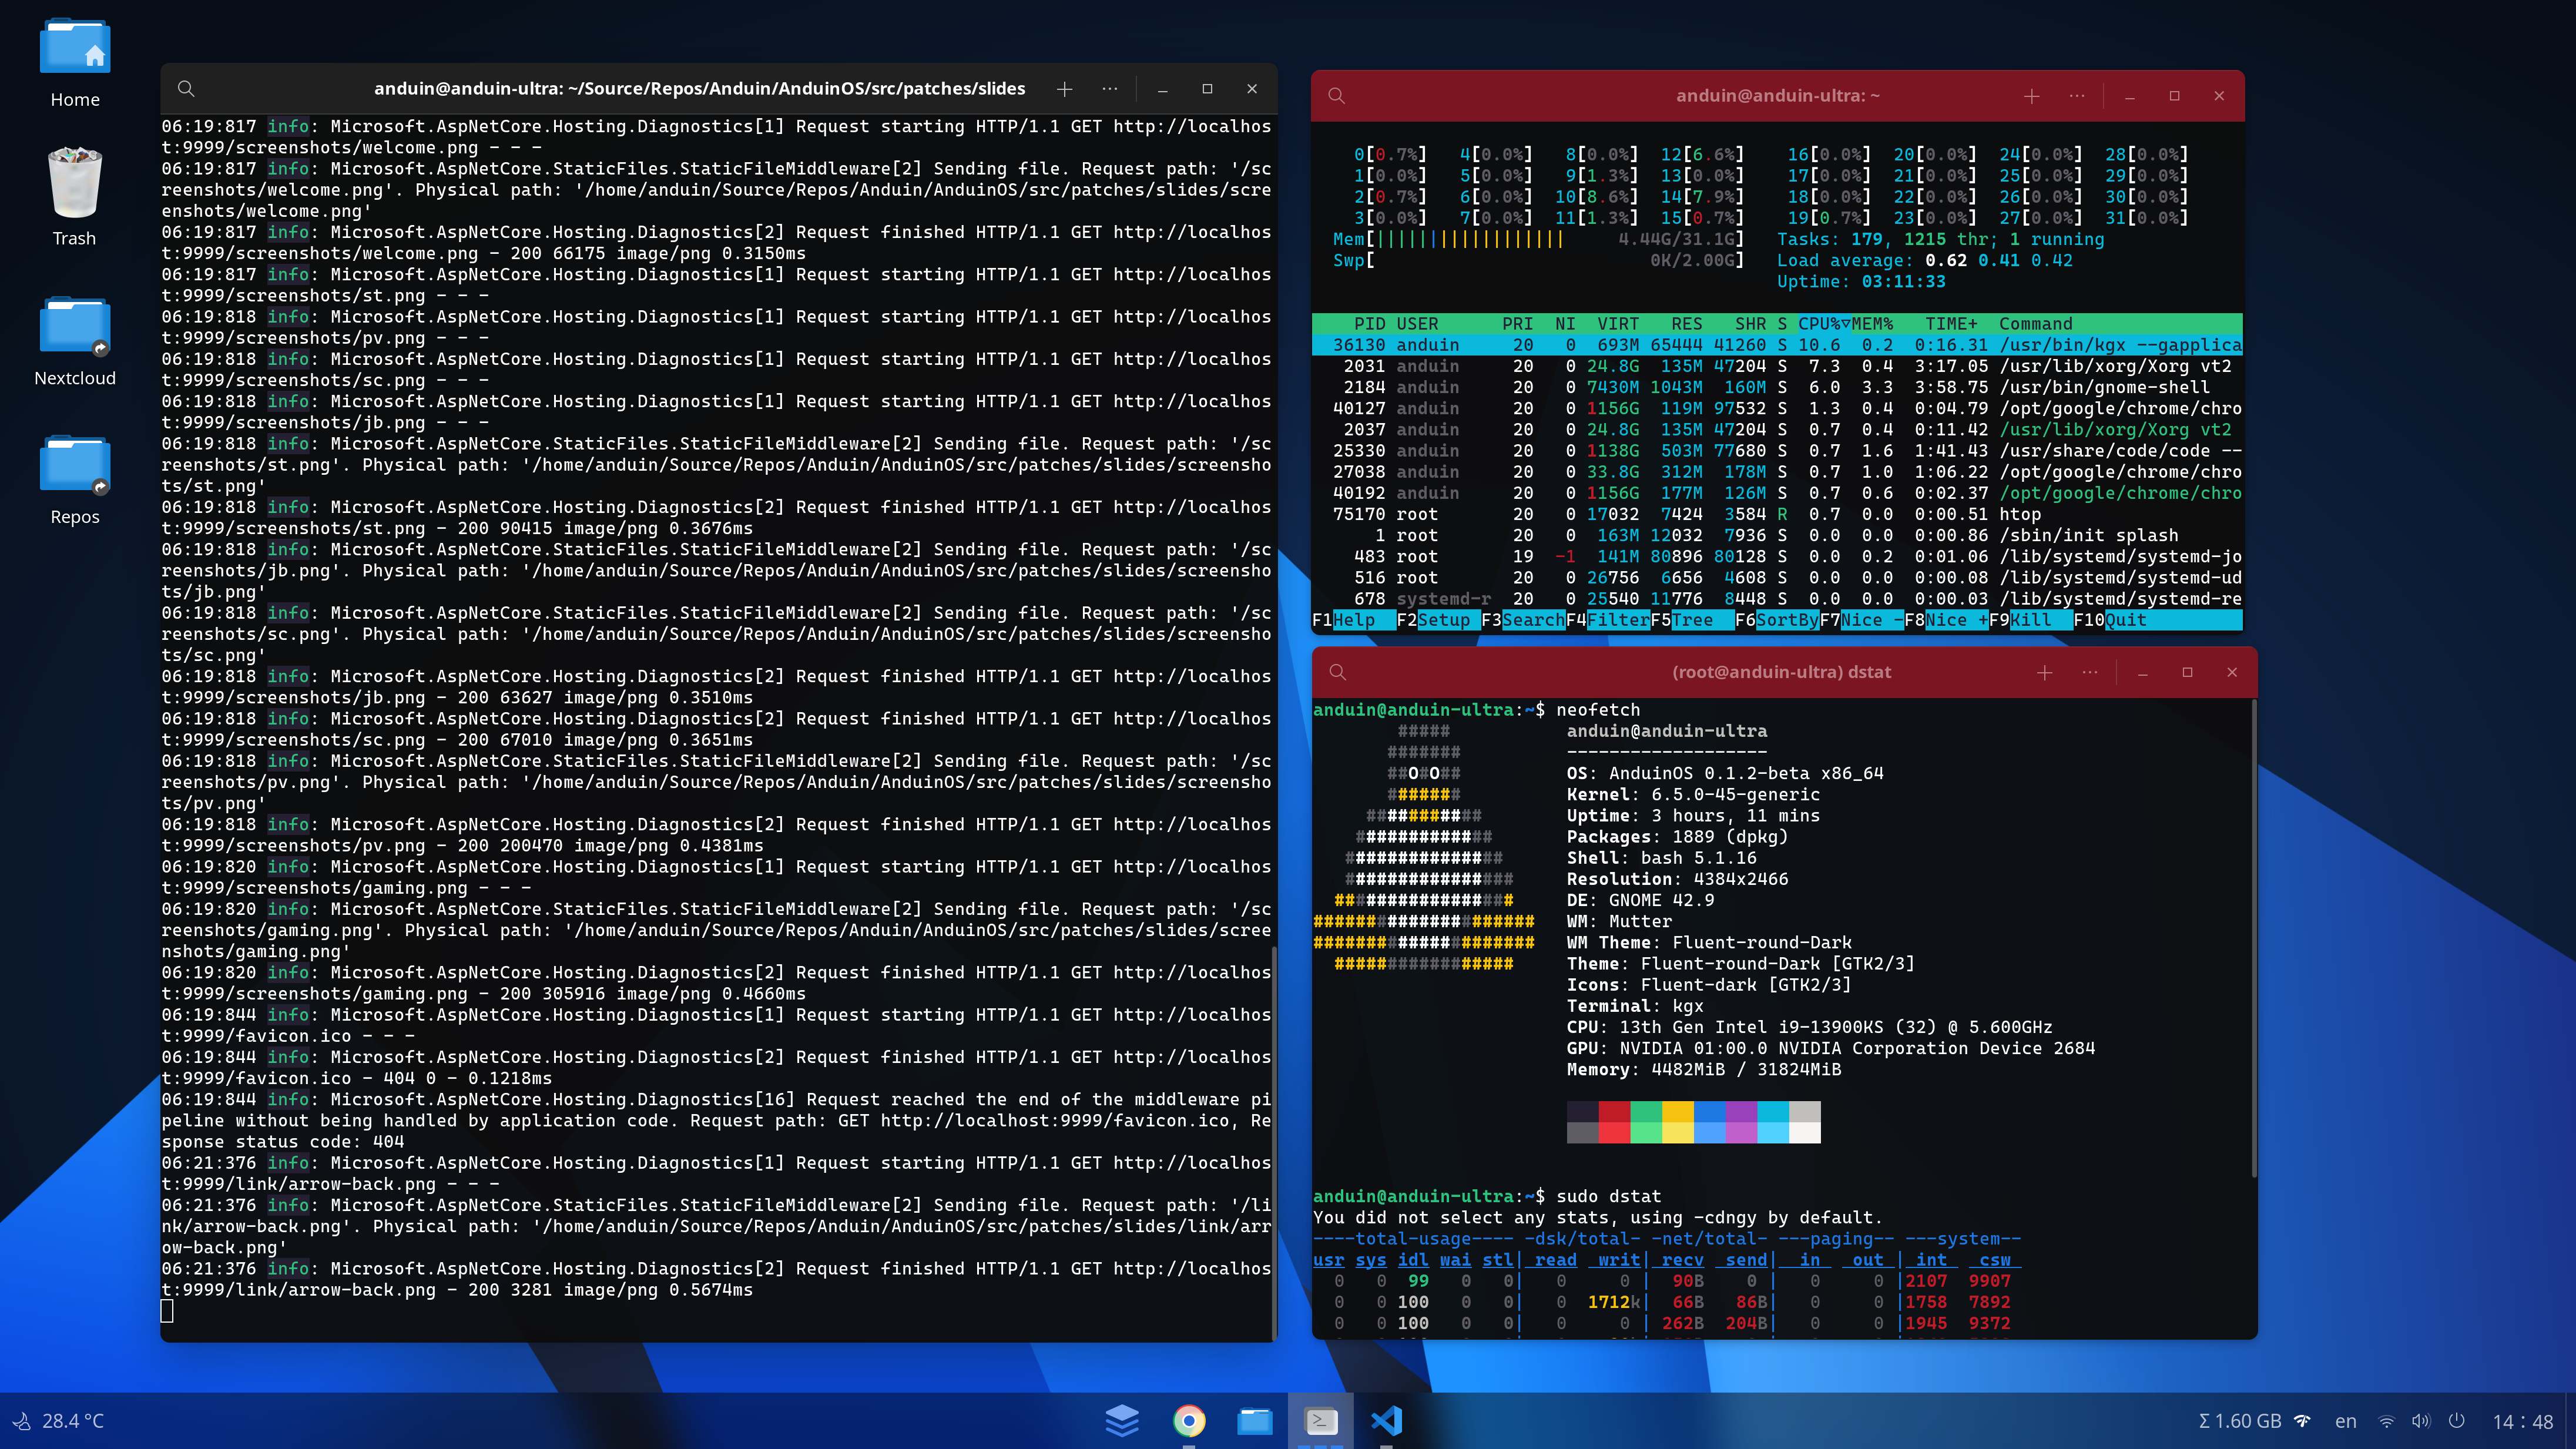 Home
Trash
Nextcloud
Repos
anduin@anduin-ultra: ~/Source/Repos/Anduin/AnduinOS/src/patches/slides
06:19:817 info: Microsoft.AspNetCore.Hosting.Diagnostics[1] Request starting HTTP/1.1 GET http://localhos
t:9999/screenshots/welcome.png - - -
06:19:817 info: Microsoft.AspNetCore.StaticFiles.StaticFileMiddleware[2] Sending file. Request path: '/sc
reenshots/welcome.png'. Physical path: '/home/anduin/Source/Repos/Anduin/AnduinOS/src/patches/slides/scre
enshots/welcome.png'
06:19:817 info: Microsoft.AspNetCore.Hosting.Diagnostics[2] Request finished HTTP/1.1 GET http://localhos
t:9999/screenshots/welcome.png - 200 66175 image/png 0.3150ms
06:19:817 info: Microsoft.AspNetCore.Hosting.Diagnostics[1] Request starting HTTP/1.1 GET http://localhos
t:9999/screenshots/st.png - - -
06:19:818 info: Microsoft.AspNetCore.Hosting.Diagnostics[1] Request starting HTTP/1.1 GET http://localhos
t:9999/screenshots/pv.png - - -
06:19:818 info: Microsoft.AspNetCore.Hosting.Diagnostics[1] Request starting HTTP/1.1 GET http://localhos
t:9999/screenshots/sc.png - - -
06:19:818 info: Microsoft.AspNetCore.Hosting.Diagnostics[1] Request starting HTTP/1.1 GET http://localhos
t:9999/screenshots/jb.png - - -
06:19:818 info: Microsoft.AspNetCore.StaticFiles.StaticFileMiddleware[2] Sending file. Request path: '/sc
reenshots/st.png'. Physical path: '/home/anduin/Source/Repos/Anduin/AnduinOS/src/patches/slides/screensho
ts/st.png'
06:19:818 info: Microsoft.AspNetCore.Hosting.Diagnostics[2] Request finished HTTP/1.1 GET http://localhos
t:9999/screenshots/st.png - 200 90415 image/png 0.3676ms
06:19:818 info: Microsoft.AspNetCore.StaticFiles.StaticFileMiddleware[2] Sending file. Request path: '/sc
reenshots/jb.png'. Physical path: '/home/anduin/Source/Repos/Anduin/AnduinOS/src/patches/slides/screensho
ts/jb.png'
06:19:818 info: Microsoft.AspNetCore.StaticFiles.StaticFileMiddleware[2] Sending file. Request path: '/sc
reenshots/sc.png'. Physical path: '/home/anduin/Source/Repos/Anduin/AnduinOS/src/patches/slides/screensho
ts/sc.png'
06:19:818 info: Microsoft.AspNetCore.Hosting.Diagnostics[2] Request finished HTTP/1.1 GET http://localhos
t:9999/screenshots/jb.png - 200 63627 image/png 0.3510ms
06:19:818 info: Microsoft.AspNetCore.Hosting.Diagnostics[2] Request finished HTTP/1.1 GET http://localhos
t:9999/screenshots/sc.png - 200 67010 image/png 0.3651ms
06:19:818 info: Microsoft.AspNetCore.StaticFiles.StaticFileMiddleware[2] Sending file. Request path: '/sc
reenshots/pv.png'. Physical path: '/home/anduin/Source/Repos/Anduin/AnduinOS/src/patches/slides/screensho
ts/pv.png'
06:19:818 info: Microsoft.AspNetCore.Hosting.Diagnostics[2] Request finished HTTP/1.1 GET http://localhos
t:9999/screenshots/pv.png - 200 200470 image/png 0.4381ms
06:19:820 info: Microsoft.AspNetCore.Hosting.Diagnostics[1] Request starting HTTP/1.1 GET http://localhos
t:9999/screenshots/gaming.png - - -
06:19:820 info: Microsoft.AspNetCore.StaticFiles.StaticFileMiddleware[2] Sending file. Request path: '/sc
reenshots/gaming.png'. Physical path: '/home/anduin/Source/Repos/Anduin/AnduinOS/src/patches/slides/scree
nshots/gaming.png'
06:19:820 info: Microsoft.AspNetCore.Hosting.Diagnostics[2] Request finished HTTP/1.1 GET http://localhos
t:9999/screenshots/gaming.png - 200 305916 image/png 0.4660ms
06:19:844 info: Microsoft.AspNetCore.Hosting.Diagnostics[1] Request starting HTTP/1.1 GET http://localhos
t:9999/favicon.ico - - -
06:19:844 info: Microsoft.AspNetCore.Hosting.Diagnostics[2] Request finished HTTP/1.1 GET http://localhos
t:9999/favicon.ico - 404 0 - 0.1218ms
06:19:844 info: Microsoft.AspNetCore.Hosting.Diagnostics[16] Request reached the end of the middleware pi
peline without being handled by application code. Request path: GET http://localhost:9999/favicon.ico, Re
sponse status code: 404
06:21:376 info: Microsoft.AspNetCore.Hosting.Diagnostics[1] Request starting HTTP/1.1 GET http://localhos
t:9999/link/arrow-back.png - - -
06:21:376 info: Microsoft.AspNetCore.StaticFiles.StaticFileMiddleware[2] Sending file. Request path: '/li
nk/arrow-back.png'. Physical path: '/home/anduin/Source/Repos/Anduin/AnduinOS/src/patches/slides/link/arr
ow-back.png'
06:21:376 info: Microsoft.AspNetCore.Hosting.Diagnostics[2] Request finished HTTP/1.1 GET http://localhos
t:9999/link/arrow-back.png - 200 3281 image/png 0.5674ms
anduin@anduin-ultra: ~
0[0.7%] 4[0.0%] 8[0.0%] 12[6.6%] 16[0.0%] 20[0.0%] 24[0.0%] 28[0.0%]
1[0.0%] 5[0.0%] 9[1.3%] 13[0.0%] 17[0.0%] 21[0.0%] 25[0.0%] 29[0.0%]
2[0.7%] 6[0.0%] 10[8.6%] 14[7.9%] 18[0.0%] 22[0.0%] 26[0.0%] 30[0.0%]
3[0.0%] 7[0.0%] 11[1.3%] 15[0.7%] 19[0.7%] 23[0.0%] 27[0.0%] 31[0.0%]
Mem[|||||||||||||||||| 4.44G/31.1G] Tasks: 179, 1215 thr; 1 running
Swp[ 0K/2.00G] Load average: 0.62 0.41 0.42
Uptime: 03:11:33
PID USER PRI NI VIRT RES SHR S CPU%▽MEM% TIME+ Command
36130 anduin 20 0 693M 65444 41260 S 10.6 0.2 0:16.31 /usr/bin/kgx --gapplica
2031 anduin 20 0 24.8G 135M 47204 S 7.3 0.4 3:17.05 /usr/lib/xorg/Xorg vt2
2184 anduin 20 0 7430M 1043M 160M S 6.0 3.3 3:58.75 /usr/bin/gnome-shell
40127 anduin 20 0 1156G 119M 97532 S 1.3 0.4 0:04.79 /opt/google/chrome/chro
2037 anduin 20 0 24.8G 135M 47204 S 0.7 0.4 0:11.42 /usr/lib/xorg/Xorg vt2
25330 anduin 20 0 1138G 503M 77680 S 0.7 1.6 1:41.43 /usr/share/code/code --
27038 anduin 20 0 33.8G 312M 178M S 0.7 1.0 1:06.22 /opt/google/chrome/chro
40192 anduin 20 0 1156G 177M 126M S 0.7 0.6 0:02.37 /opt/google/chrome/chro
75170 root 20 0 17032 7424 3584 R 0.7 0.0 0:00.51 htop
1 root 20 0 163M 12032 7936 S 0.0 0.0 0:00.86 /sbin/init splash
483 root 19 -1 141M 80896 80128 S 0.0 0.2 0:01.06 /lib/systemd/systemd-jo
516 root 20 0 26756 6656 4608 S 0.0 0.0 0:00.08 /lib/systemd/systemd-ud
678 systemd-r 20 0 25540 11776 8448 S 0.0 0.0 0:00.03 /lib/systemd/systemd-re
F1Help F2Setup F3SearchF4FilterF5Tree F6SortByF7Nice -F8Nice +F9Kill F10Quit
(root@anduin-ultra) dstat
anduin@anduin-ultra:~$ neofetch
##### anduin@anduin-ultra
####### -------------------
##O#O## OS: AnduinOS 0.1.2-beta x86_64
####### Kernel: 6.5.0-45-generic
########### Uptime: 3 hours, 11 mins
############# Packages: 1889 (dpkg)
############### Shell: bash 5.1.16
################ Resolution: 4384x2466
################# DE: GNOME 42.9
##################### WM: Mutter
##################### WM Theme: Fluent-round-Dark
################# Theme: Fluent-round-Dark [GTK2/3]
Icons: Fluent-dark [GTK2/3]
Terminal: kgx
CPU: 13th Gen Intel i9-13900KS (32) @ 5.600GHz
GPU: NVIDIA 01:00.0 NVIDIA Corporation Device 2684
Memory: 4482MiB / 31824MiB
anduin@anduin-ultra:~$ sudo dstat
You did not select any stats, using -cdngy by default.
----total-usage---- -dsk/total- -net/total- ---paging-- ---system--
usr sys idl wai stl| read writ| recv send| in out | int csw
0 0 99 0 0| 0 0 | 90B 0 | 0 0 |2107 9907
0 0 100 0 0| 0 1712k| 66B 86B| 0 0 |1758 7892
0 0 100 0 0| 0 0 | 262B 204B| 0 0 |1945 9372
28.4 °C
Σ 1.60 GB
en
14 : 48